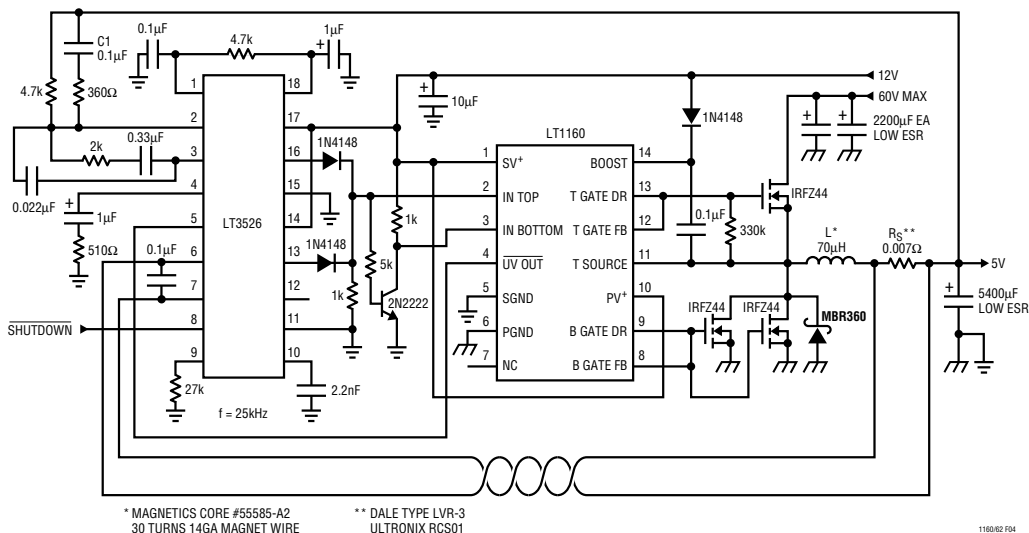 C1
0.1µF
0.1µF
4.7k
1µF
4.7k
360Ω
1
18
2
17
3
16
4
15
5
14
6
13
7
12
8
11
9
10
LT3526
f = 25kHz
2k
0.33µF
0.022µF
1µF
510Ω
0.1µF
SHUTDOWN
27k
2.2nF
1N4148
1N4148
1k
5k
2N2222
1k
10µF
12V
60V MAX
2200µF EA
LOW ESR
1N4148
LT1160
1
SV+
BOOST
14
2
IN TOP
T GATE DR
13
3
IN BOTTOM
T GATE FB
12
4
UV OUT
T SOURCE
11
5
SGND
PV+
10
6
PGND
B GATE DR
9
7
NC
B GATE FB
8
0.1µF
330k
IRFZ44
L*
70µH
RS**
0.007Ω
5V
IRFZ44
IRFZ44
MBR360
5400µF
LOW ESR
* MAGNETICS CORE #55585-A2
30 TURNS 14GA MAGNET WIRE
** DALE TYPE LVR-3
ULTRONIX RCS01
1160/62 F04